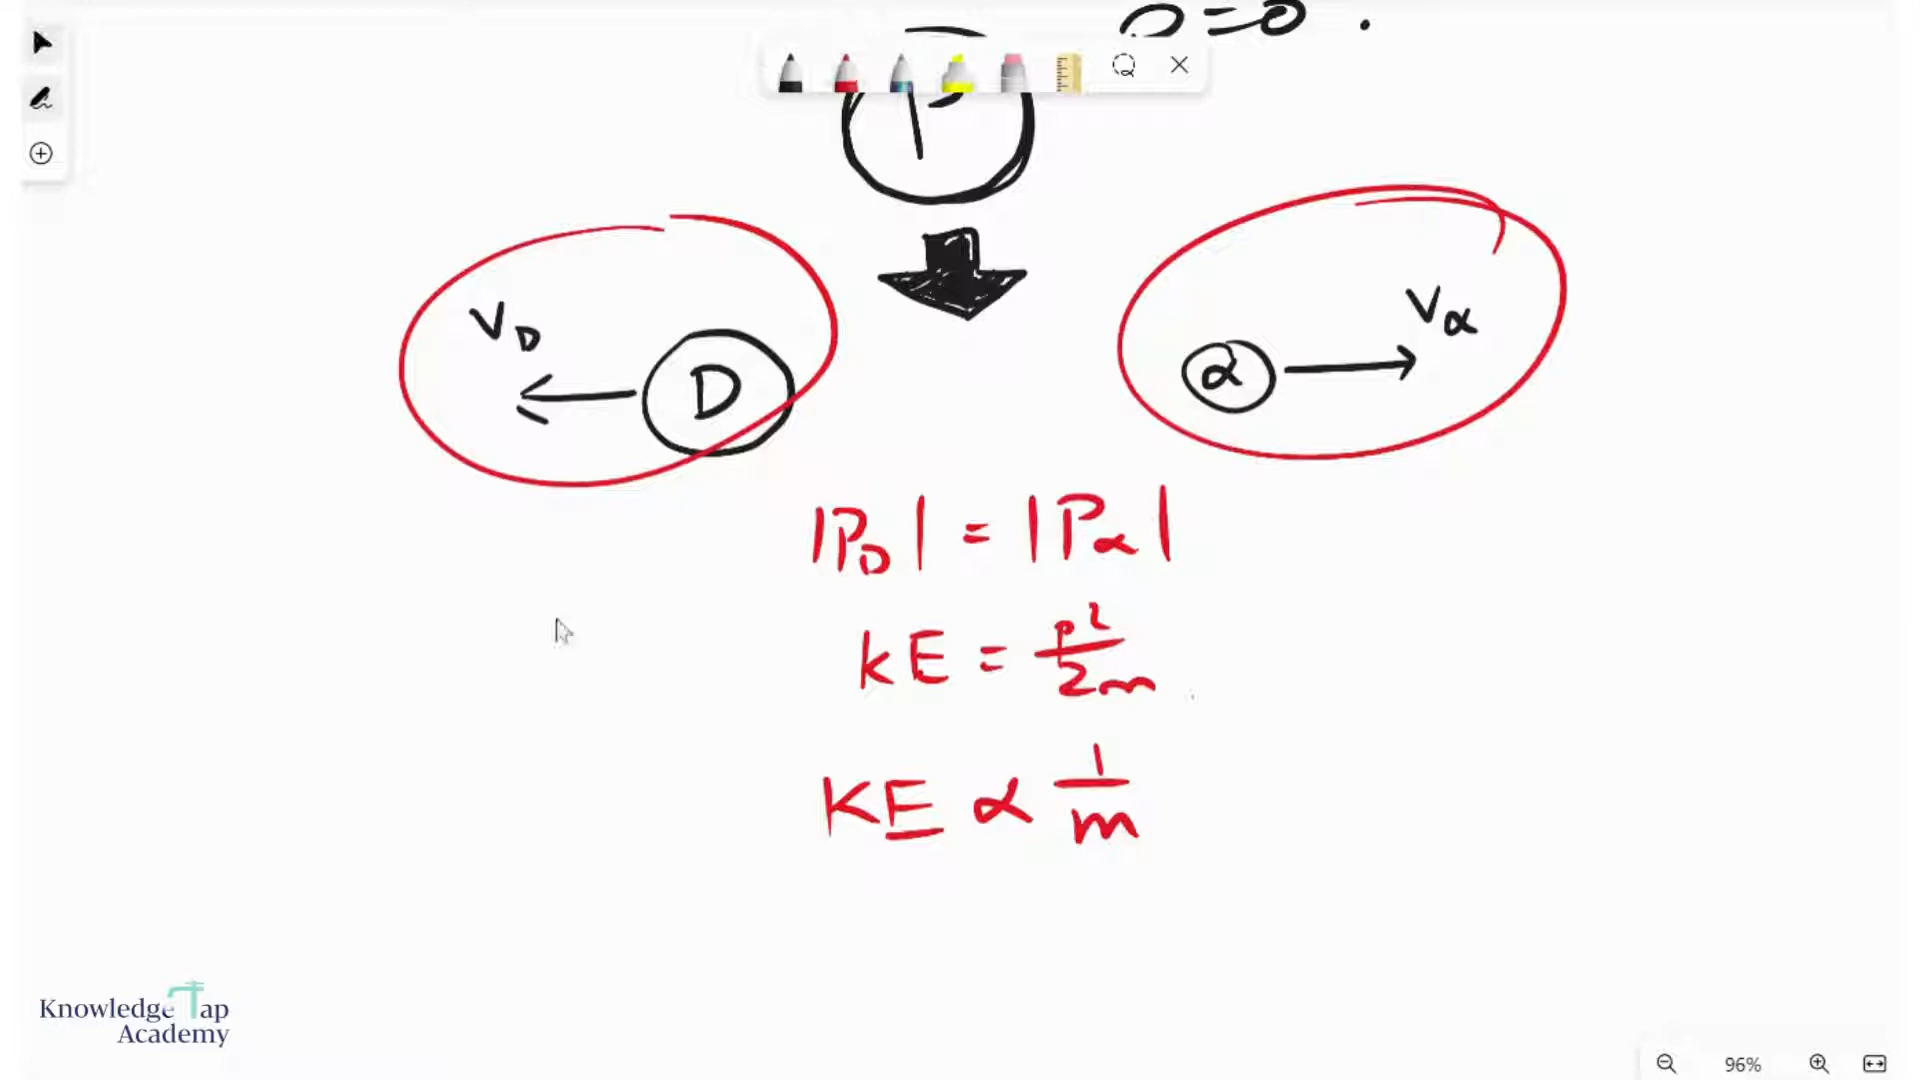 P
V_D
V_α
D
α
|P_D| = |P_α|
kE = p²/2m
KE ∝ 1/m
Knowledge Tap
Academy
96%